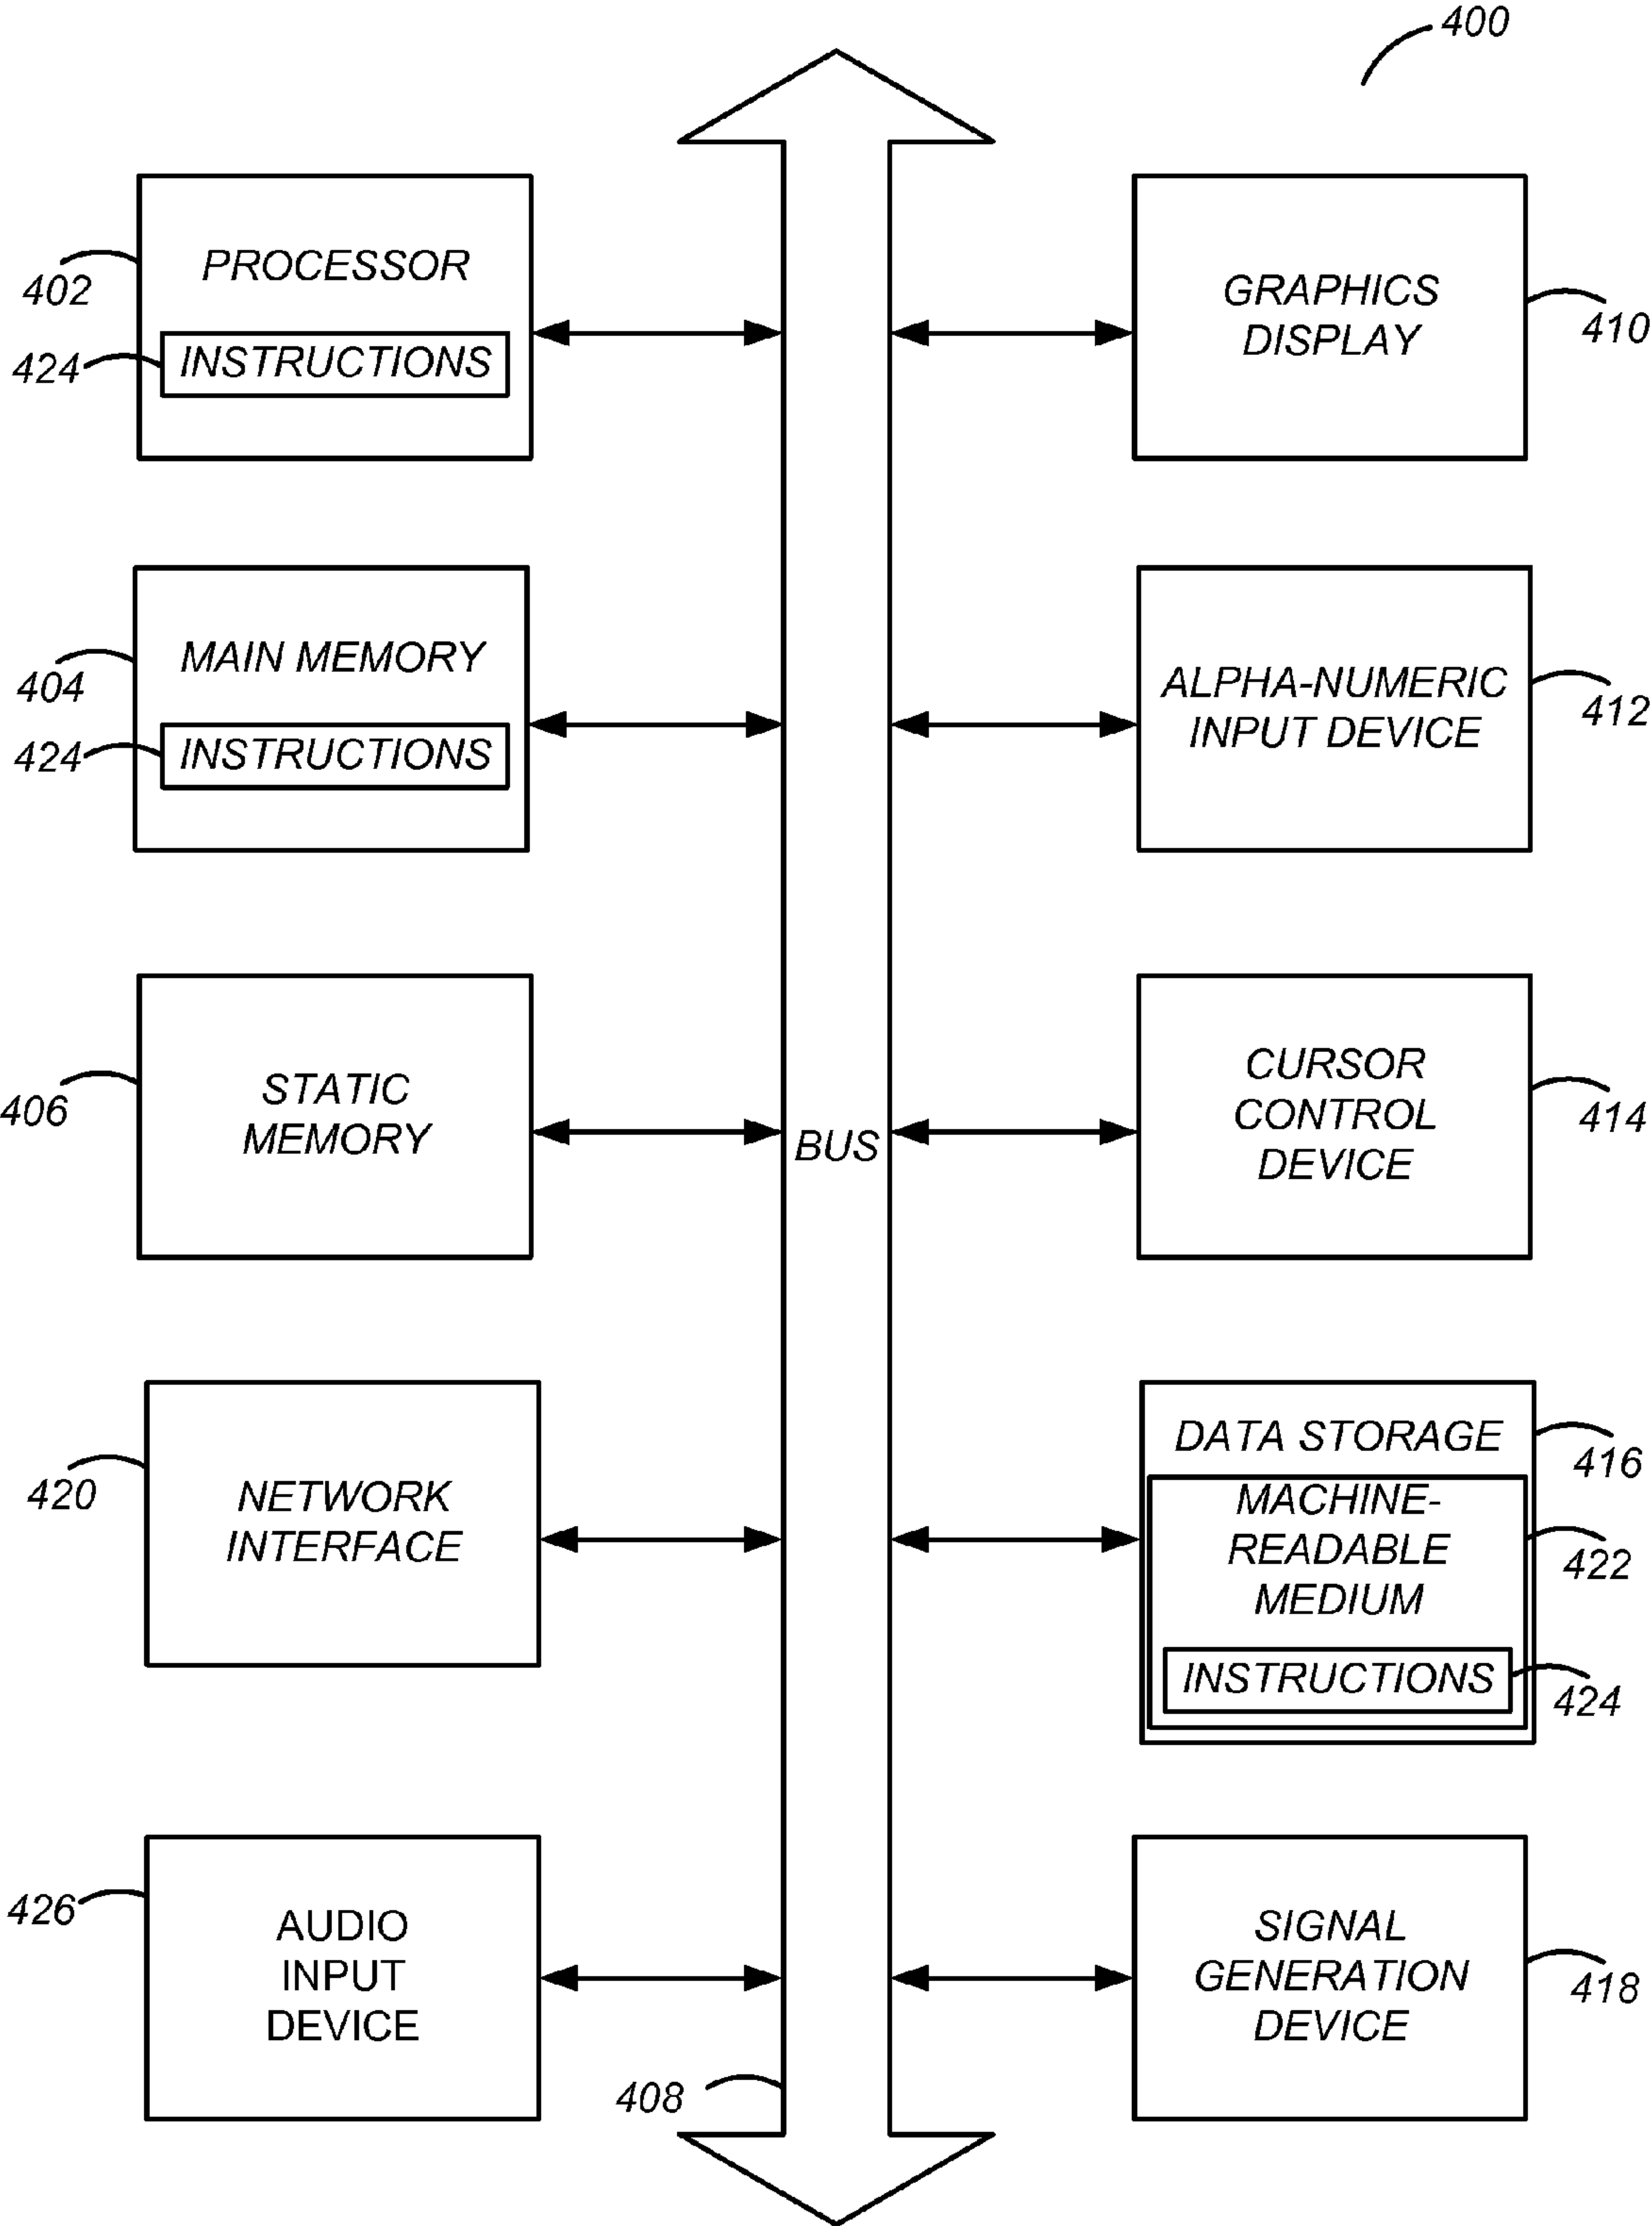 400
PROCESSOR
402
424
INSTRUCTIONS
GRAPHICS
DISPLAY
410
MAIN MEMORY
404
424
INSTRUCTIONS
ALPHA-NUMERIC
INPUT DEVICE
412
STATIC
MEMORY
406
BUS
CURSOR
CONTROL
DEVICE
414
NETWORK
INTERFACE
420
DATA STORAGE
416
MACHINE-
READABLE
MEDIUM
422
INSTRUCTIONS
424
AUDIO
INPUT
DEVICE
426
408
SIGNAL
GENERATION
DEVICE
418